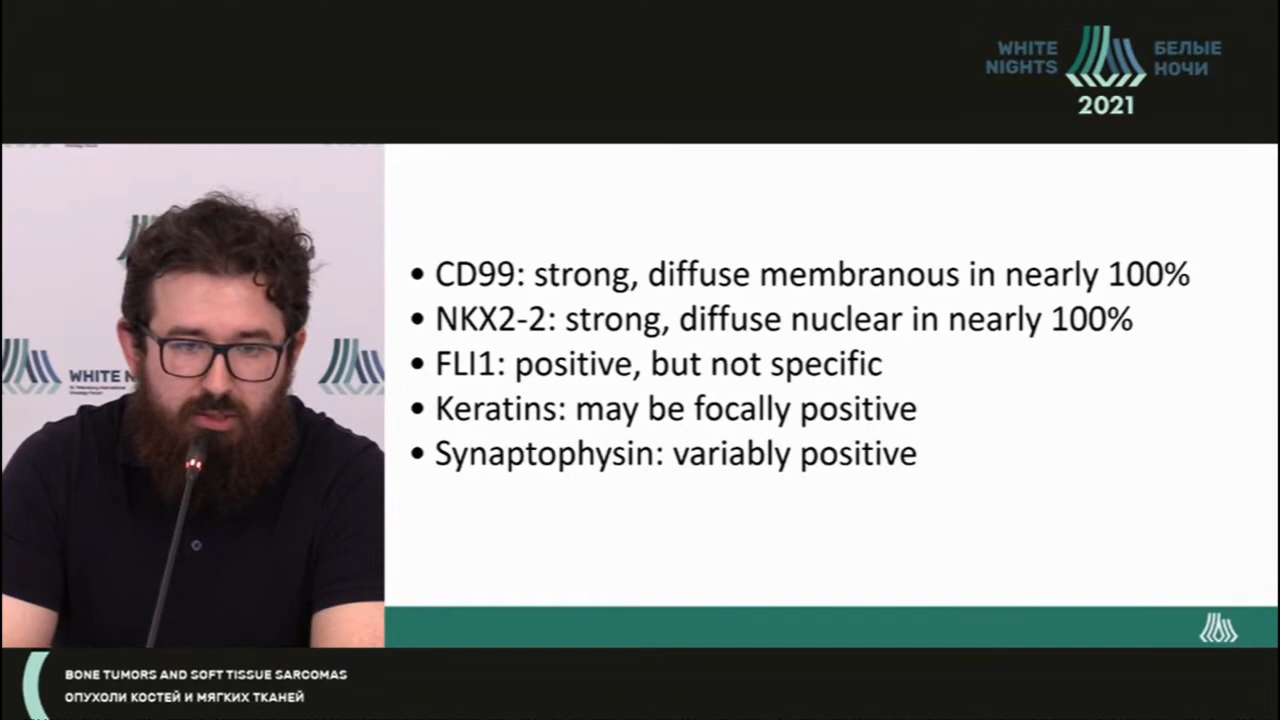 WHITE
NIGHTS
БЕЛЫЕ
НОЧИ
2021
• CD99: strong, diffuse membranous in nearly 100%
• NKX2-2: strong, diffuse nuclear in nearly 100%
• FLI1: positive, but not specific
• Keratins: may be focally positive
• Synaptophysin: variably positive
WHITE N
BONE TUMORS AND SOFT TISSUE SARCOMAS
ОПУХОЛИ КОСТЕЙ И МЯГКИХ ТКАНЕЙ